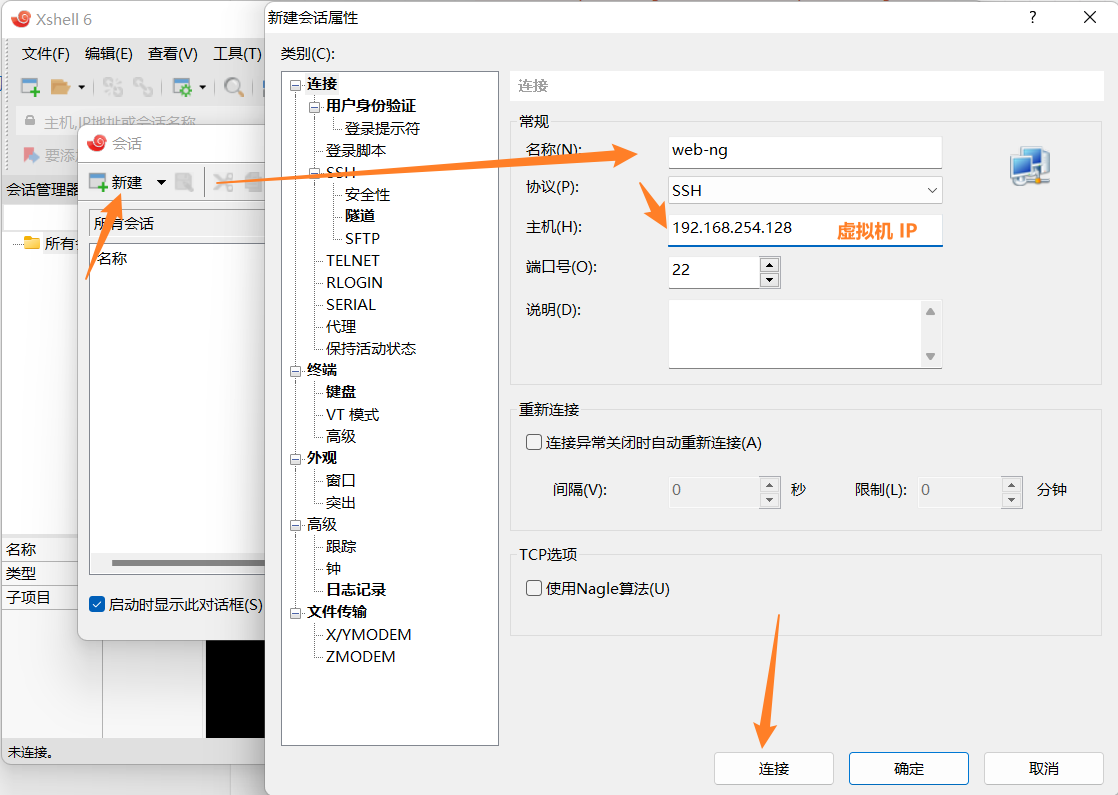 Xshell 6
文件(F) 编辑(E) 查看(V) 工具(T)
主机,IP地址或会话名称
要添加
会话管理器
所有会
名称
类型
子项目
未连接。
会话
新建
所有会话
名称
启动时显示此对话框(S)
新建会话属性
?
类别(C):
连接
用户身份验证
登录提示符
登录脚本
SSH
安全性
隧道
SFTP
TELNET
RLOGIN
SERIAL
代理
保持活动状态
终端
键盘
VT 模式
高级
外观
窗口
突出
高级
跟踪
钟
日志记录
文件传输
X/YMODEM
ZMODEM
连接
常规
名称(N): web-ng
协议(P): SSH
主机(H): 192.168.254.128 虚拟机 IP
端口号(O): 22
说明(D):
重新连接
连接异常关闭时自动重新连接(A)
间隔(V): 0 秒 限制(L): 0 分钟
TCP选项
使用Nagle算法(U)
连接 确定 取消